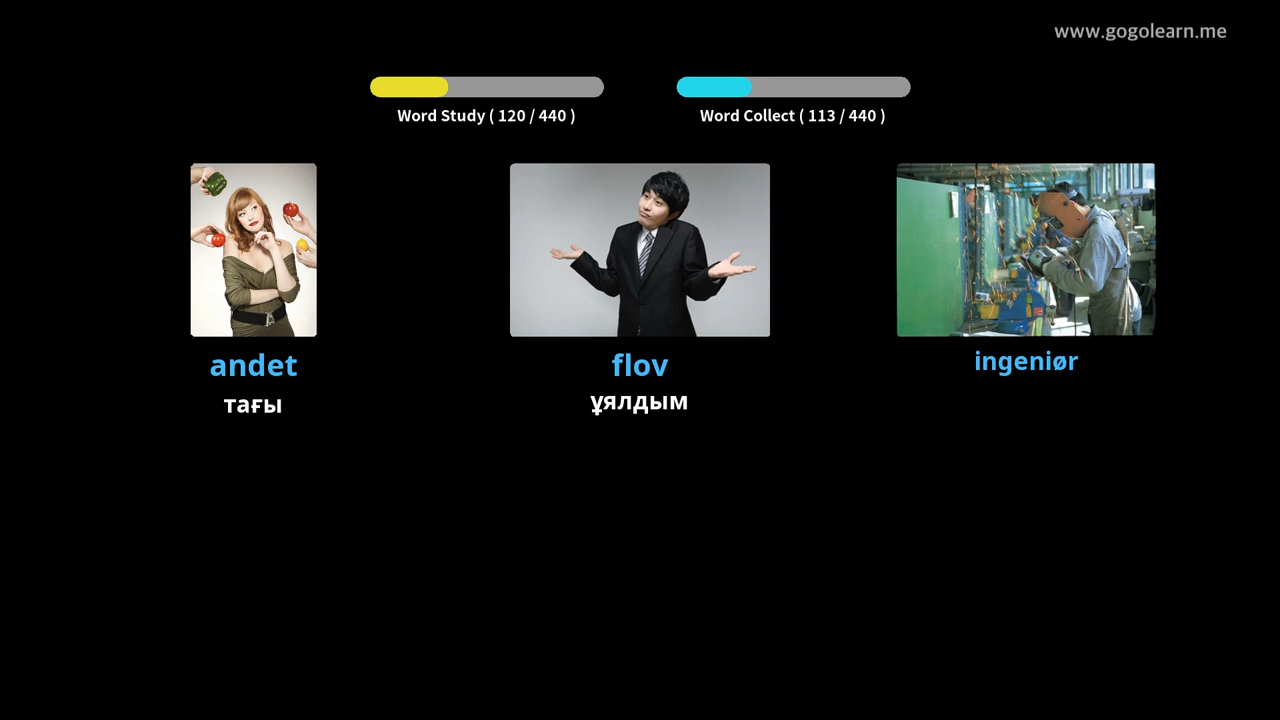 www.gogolearn.me
Word Study ( 120 / 440 )
Word Collect ( 113 / 440 )
andet
flov
ingeniør
тағы
ұялдым